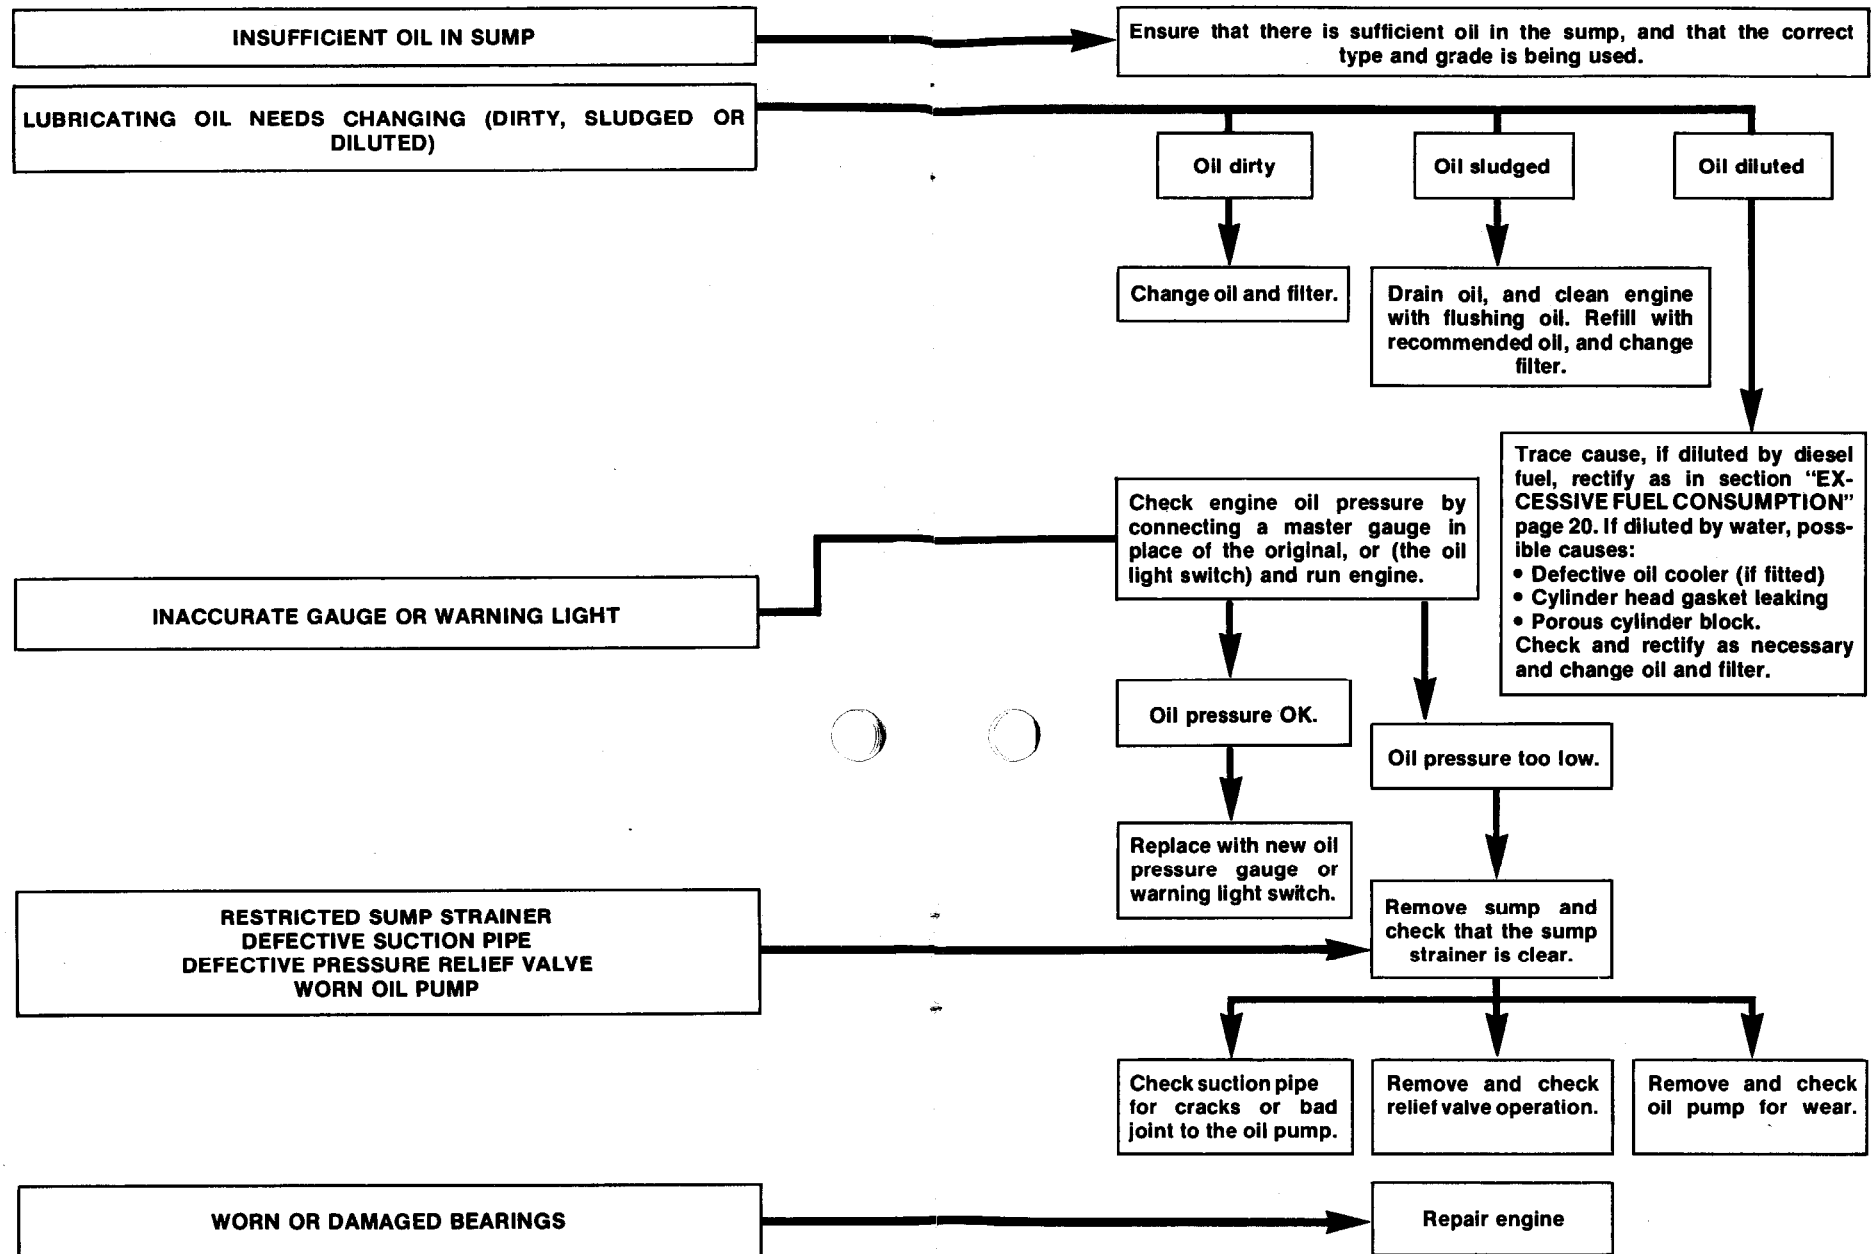 INSUFFICIENT OIL IN SUMP
Ensure that there is sufficient oil in the sump, and that the correct
type and grade is being used.
LUBRICATING OIL NEEDS CHANGING (DIRTY, SLUDGED OR
DILUTED)
Oil dirty
Oil sludged
Oil diluted
Change oil and filter.
Drain oil, and clean engine
with flushing oil. Refill with
recommended oil, and change
filter.
Trace cause, if diluted by diesel
fuel, rectify as in section “EX-
CESSIVE FUEL CONSUMPTION”
page 20. If diluted by water, poss-
ible causes:
• Defective oil cooler (if fitted)
• Cylinder head gasket leaking
• Porous cylinder block.
Check and rectify as necessary
and change oil and filter.
Check engine oil pressure by
connecting a master gauge in
place of the original, or (the oil
light switch) and run engine.
INACCURATE GAUGE OR WARNING LIGHT
Oil pressure OK.
Oil pressure too low.
Replace with new oil
pressure gauge or
warning light switch.
RESTRICTED SUMP STRAINER
DEFECTIVE SUCTION PIPE
DEFECTIVE PRESSURE RELIEF VALVE
WORN OIL PUMP
Remove sump and
check that the sump
strainer is clear.
Check suction pipe
for cracks or bad
joint to the oil pump.
Remove and check
relief valve operation.
Remove and check
oil pump for wear.
WORN OR DAMAGED BEARINGS
Repair engine